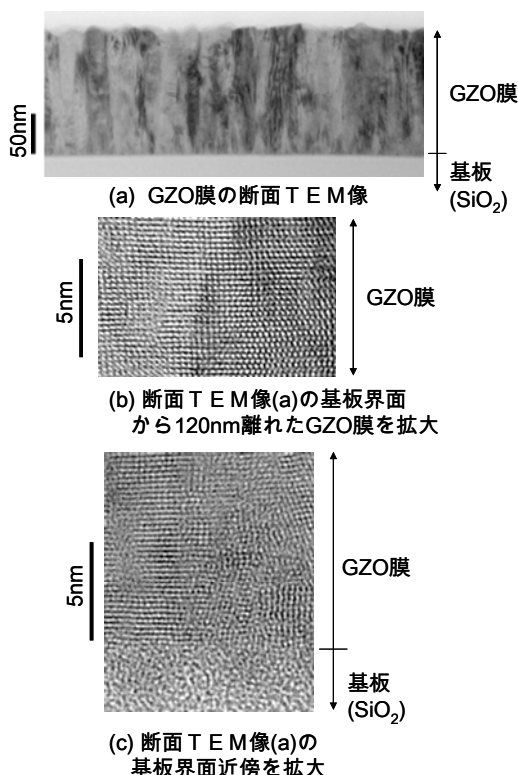 50nm
GZO膜
基板
(SiO2)
(a) GZO膜の断面ＴＥＭ像
5nm
GZO膜
(b) 断面ＴＥＭ像(a)の基板界面
から120nm離れたGZO膜を拡大
5nm
GZO膜
基板
(SiO2)
(c) 断面ＴＥＭ像(a)の
基板界面近傍を拡大